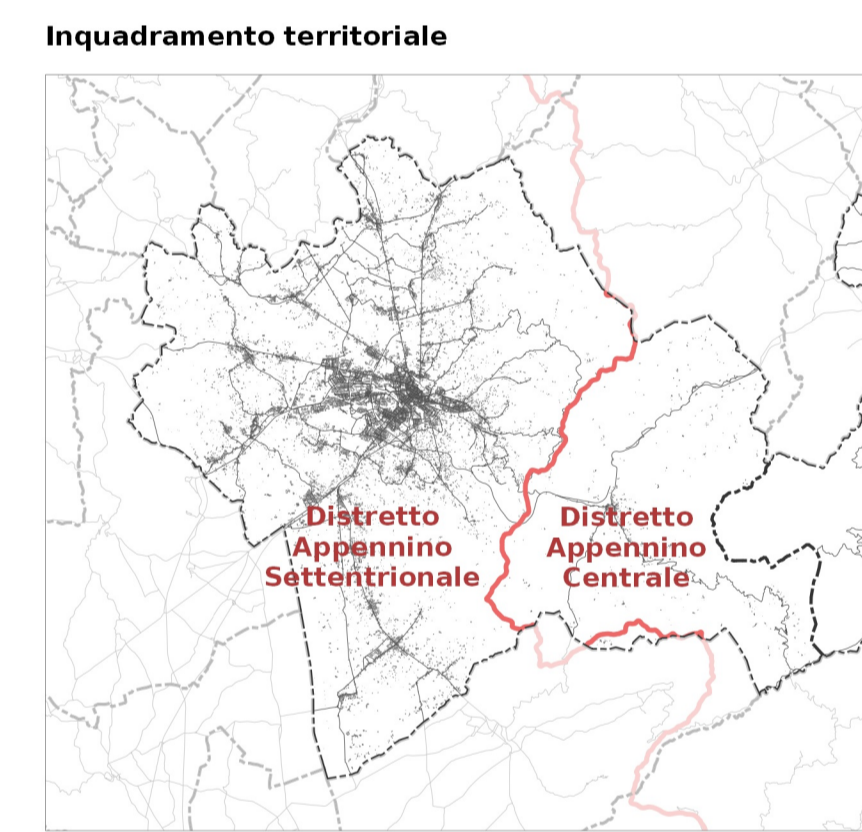 Inquadramento territoriale
Distretto
Appennino
Settentrionale
Distretto
Appennino
Centrale